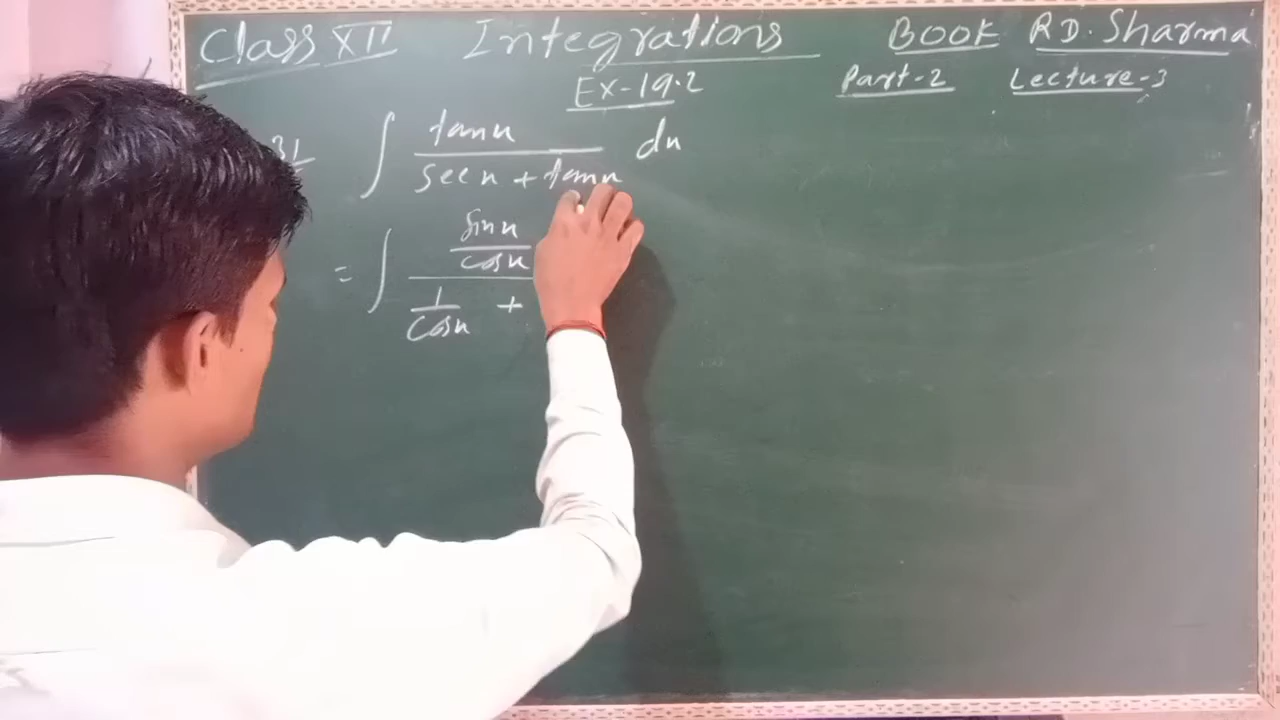 Class XII Integrations Book RD. Sharma
Ex-19.2 Part-2 Lecture-3
31 ∫ tanx / secx + tanx dx
= ∫ sinx / cosx / 1 / cosx +